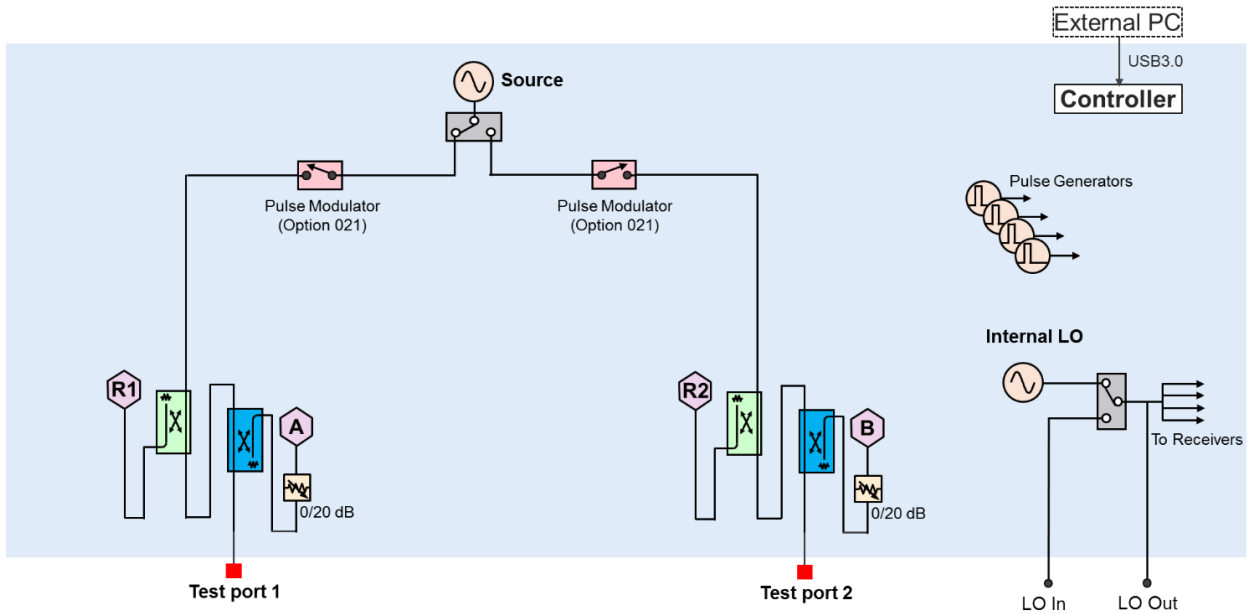 External PC
USB3.0
Controller
Source
Pulse Modulator
(Option 021)
Pulse Modulator
(Option 021)
Pulse Generators
Internal LO
R1
A
0/20 dB
R2
B
0/20 dB
To Receivers
Test port 1
Test port 2
LO In
LO Out